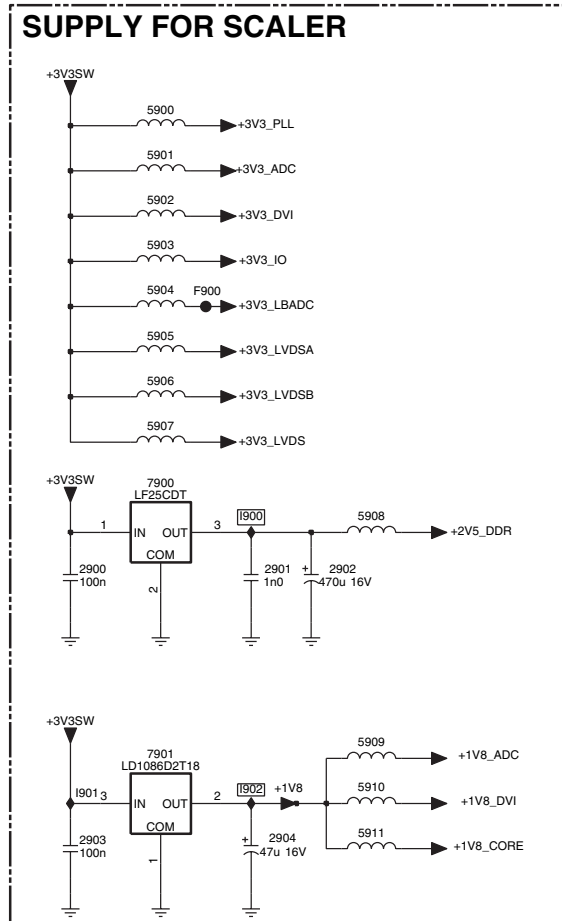 SUPPLY FOR SCALER
+3V3SW
5900
+3V3_PLL
5901
+3V3_ADC
5902
+3V3_DVI
5903
+3V3_IO
5904 F900
+3V3_LBADC
5905
+3V3_LVDSA
5906
+3V3_LVDSB
5907
+3V3_LVDS
+3V3SW
7900
LF25CDT
1 IN OUT 3 I900 5908 +2V5_DDR
COM
2
2900
100n
2901
1n0
+ 2902
470u 16V
+3V3SW
7901
LD1086D2T18
I901 3 IN OUT 2 I902 +1V8
COM
1
2903
100n
+ 2904
47u 16V
5909
+1V8_ADC
5910
+1V8_DVI
5911
+1V8_CORE